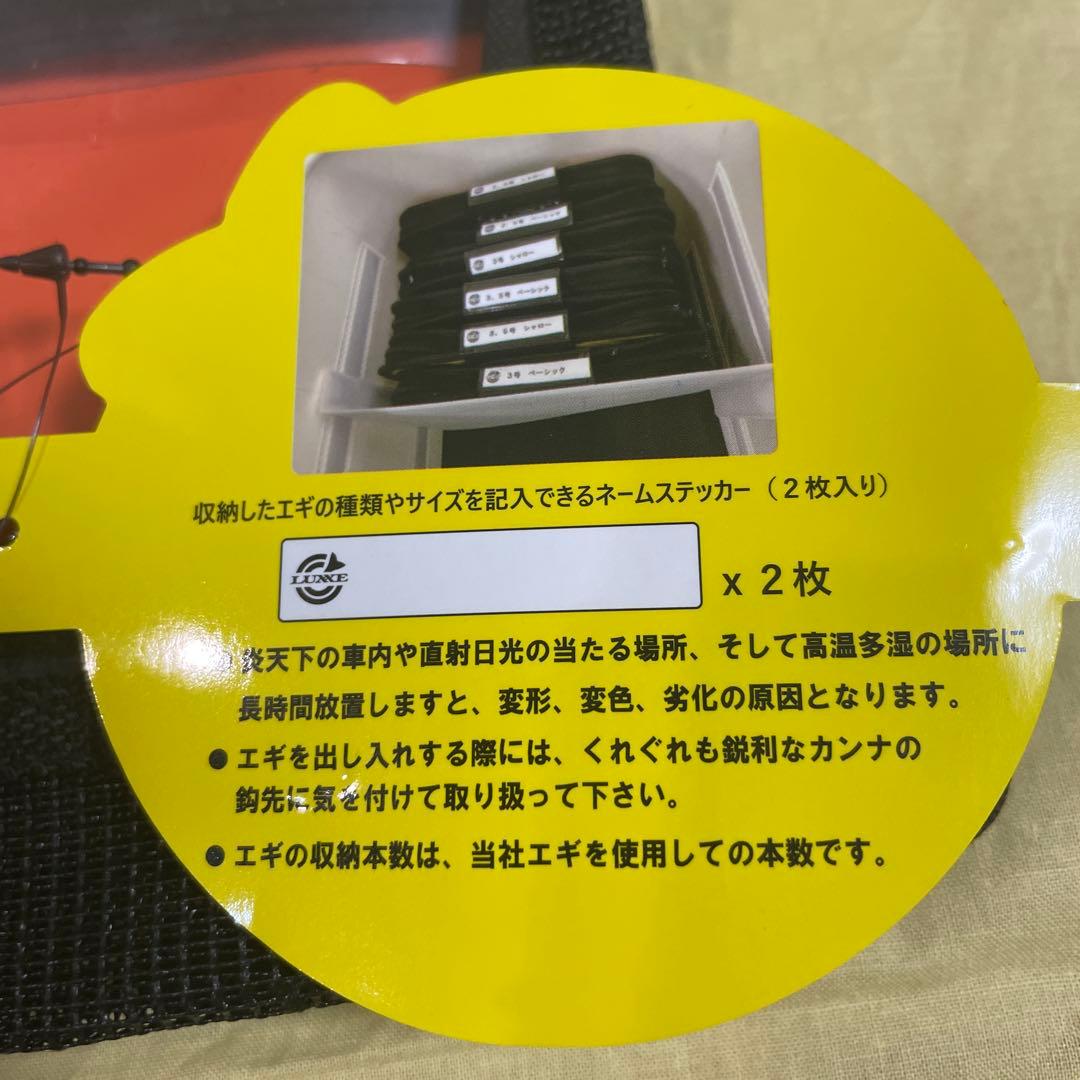 シャロー
ベーシック
3号 シャロー
3.5号 ベーシック
3.5号 シャロー
3号 ベーシック
収納したエギの種類やサイズを記入できるネームステッカー（２枚入り）
LUXXE
x ２枚
●炎天下の車内や直射日光の当たる場所、そして高温多湿の場所に
長時間放置しますと、変形、変色、劣化の原因となります。
●エギを出し入れする際には、くれぐれも鋭利なカンナの
鈎先に気を付けて取り扱って下さい。
●エギの収納本数は、当社エギを使用しての本数です。